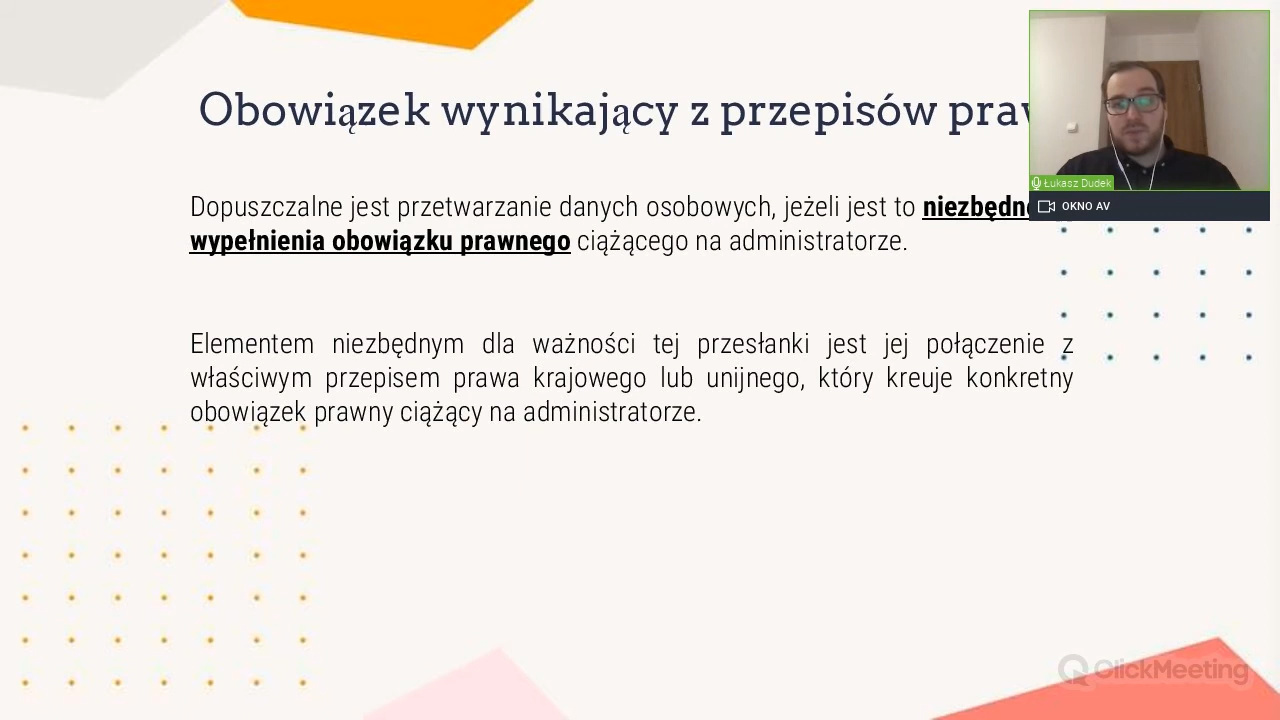 Obowiązek wynikający z przepisów
Dopuszczalne jest przetwarzanie danych osobowych, jeżeli jest to
wypełnienia obowiązku prawnego ciążącego na administratorze.
Elementem niezbędnym dla ważności tej przesłanki jest jej połączenie z
właściwym przepisem prawa krajowego lub unijnego, który kreuje konkretny
obowiązek prawny ciążący na administratorze.
Łukasz Dudek
OKNO AV
ClickMeeting